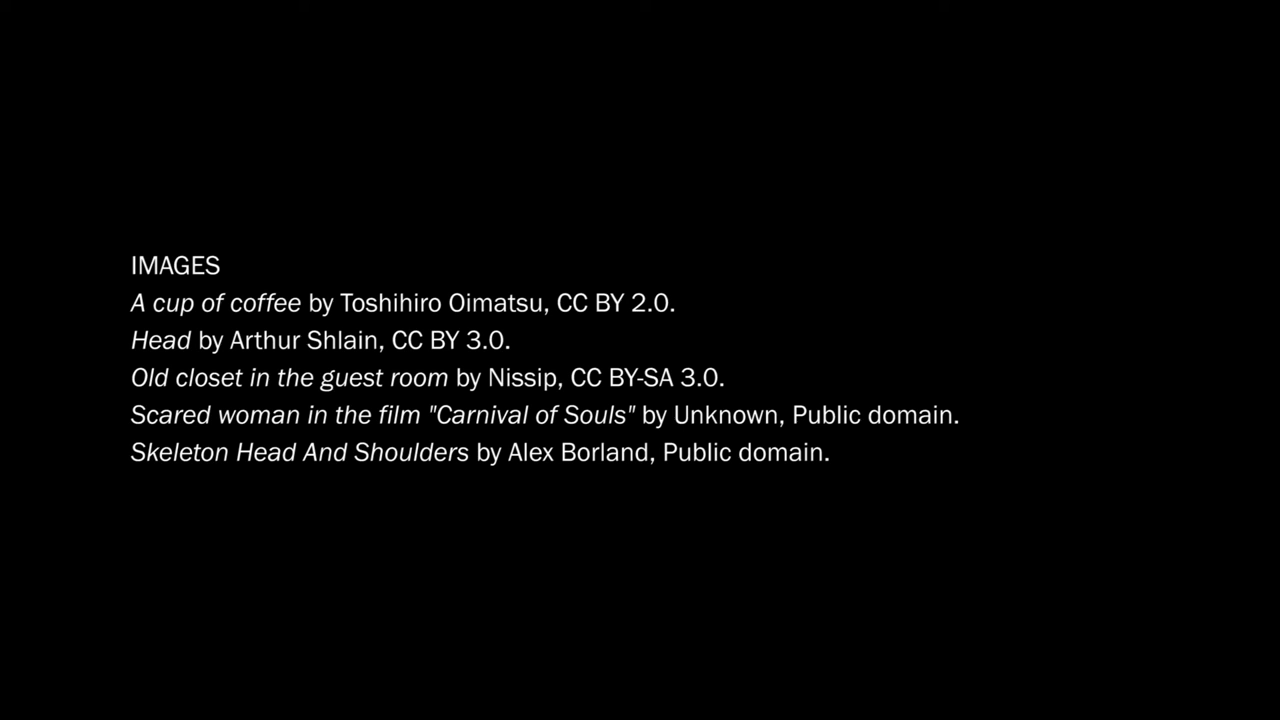 IMAGES
A cup of coffee by Toshihiro Oimatsu, CC BY 2.0.
Head by Arthur Shlain, CC BY 3.0.
Old closet in the guest room by Nissip, CC BY-SA 3.0.
Scared woman in the film "Carnival of Souls" by Unknown, Public domain.
Skeleton Head And Shoulders by Alex Borland, Public domain.